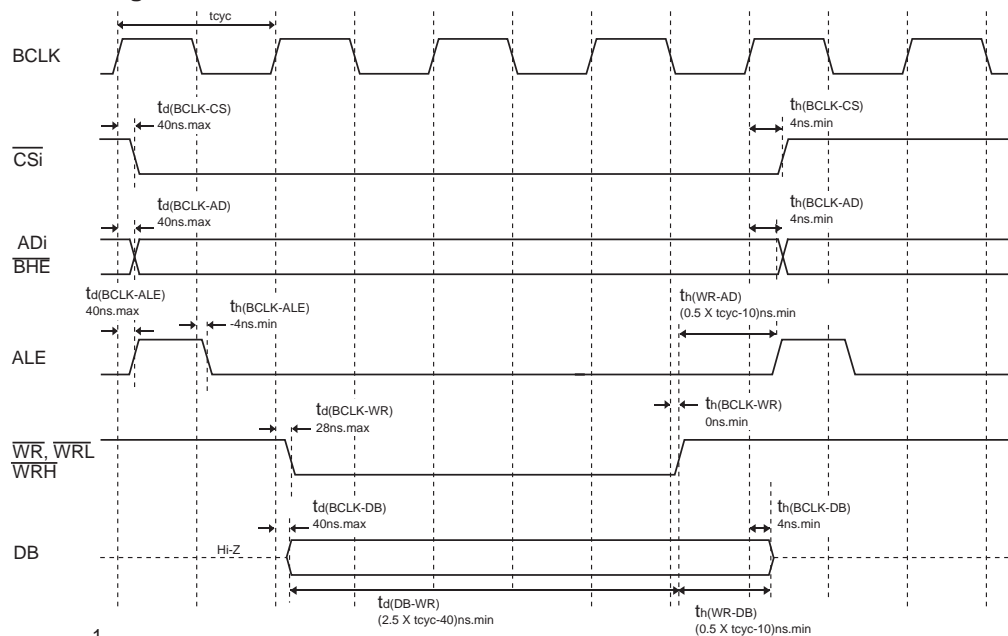 tcyc
BCLK
td(BCLK-CS)
40ns.max
th(BCLK-CS)
4ns.min
CSi
td(BCLK-AD)
40ns.max
th(BCLK-AD)
4ns.min
ADi
BHE
td(BCLK-ALE)
40ns.max
th(BCLK-ALE)
-4ns.min
th(WR-AD)
(0.5 X tcyc-10)ns.min
ALE
td(BCLK-WR)
28ns.max
th(BCLK-WR)
0ns.min
WR, WRL
WRH
td(BCLK-DB)
40ns.max
th(BCLK-DB)
4ns.min
DB
Hi-Z
td(DB-WR)
(2.5 X tcyc-40)ns.min
th(WR-DB)
(0.5 X tcyc-10)ns.min
1